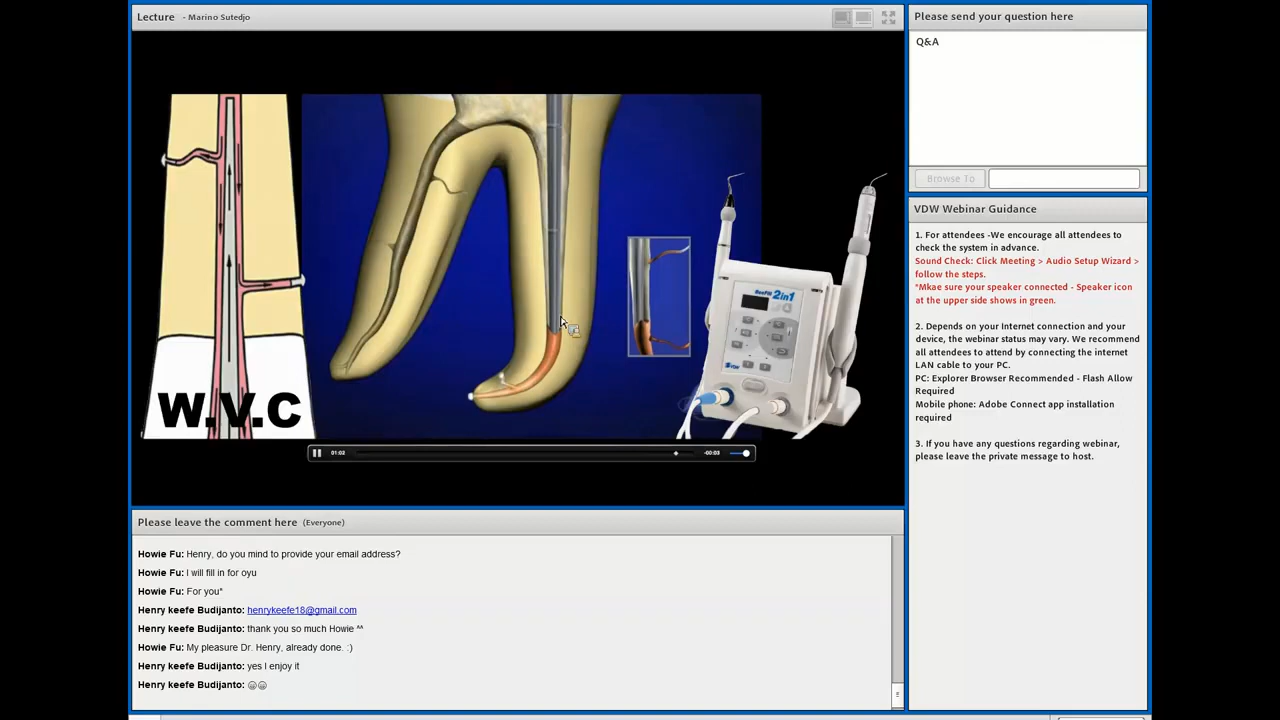 Lecture - Marino Sutedjo
W.V.C
2in1
VDW
01:02
-00:03
Please leave the comment here (Everyone)
Howie Fu: Henry, do you mind to provide your email address?
Howie Fu: I will fill in for oyu
Howie Fu: For you*
Henry keefe Budijanto: henrykeefe18@gmail.com
Henry keefe Budijanto: thank you so much Howie ^^
Howie Fu: My pleasure Dr. Henry, already done. :)
Henry keefe Budijanto: yes I enjoy it
Henry keefe Budijanto: 😄😄
Please send your question here
Q&A
Browse To
VDW Webinar Guidance
1. For attendees -We encourage all attendees to
check the system in advance.
Sound Check: Click Meeting > Audio Setup Wizard >
follow the steps.
*Mkae sure your speaker connected - Speaker icon
at the upper side shows in green.
2. Depends on your Internet connection and your
device, the webinar status may vary. We recommend
all attendees to attend by connecting the internet
LAN cable to your PC.
PC: Explorer Browser Recommended - Flash Allow
Required
Mobile phone: Adobe Connect app installation
required
3. If you have any questions regarding webinar,
please leave the private message to host.